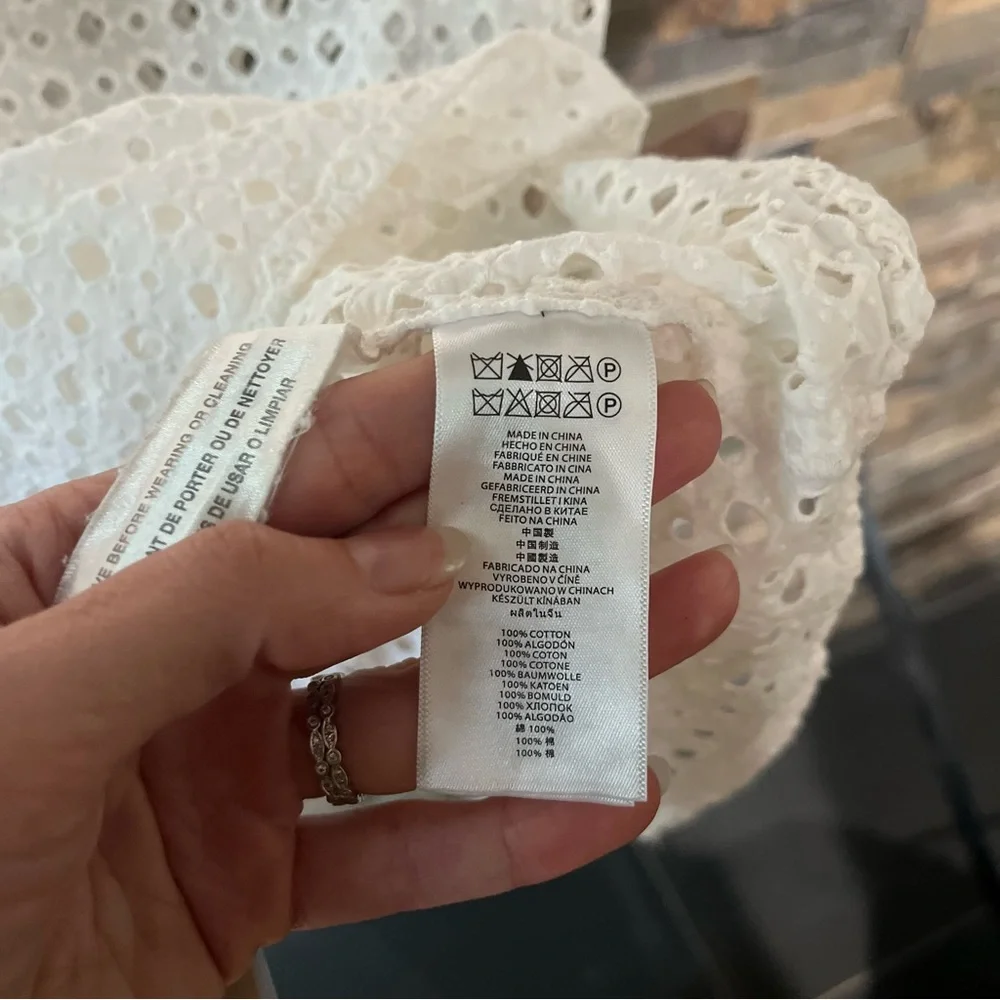 VE BEFORE WEARING OR CLEANING
NT DE PORTER OU DE NETTOYER
S DE USAR O LIMPIAR
P
P
MADE IN CHINA
HECHO EN CHINA
FABRIQUÉ EN CHINE
FABBRICATO IN CINA
MADE IN CHINA
GEFABRICEERD IN CHINA
FREMSTILLET I KINA
СДЕЛАНО В КИТАЕ
FEITO NA CHINA
中国製
中国制造
中國製造
FABRICADO NA CHINA
VYROBENO V ČÍNĚ
WYPRODUKOWANO W CHINACH
KÉSZÜLT KÍNÁBAN
ผลิตในจีน
100% COTTON
100% ALGODÓN
100% COTON
100% COTONE
100% BAUMWOLLE
100% KATOEN
100% BOMULD
100% ХЛОПОК
100% ALGODÃO
綿 100%
100% 棉
100% 棉